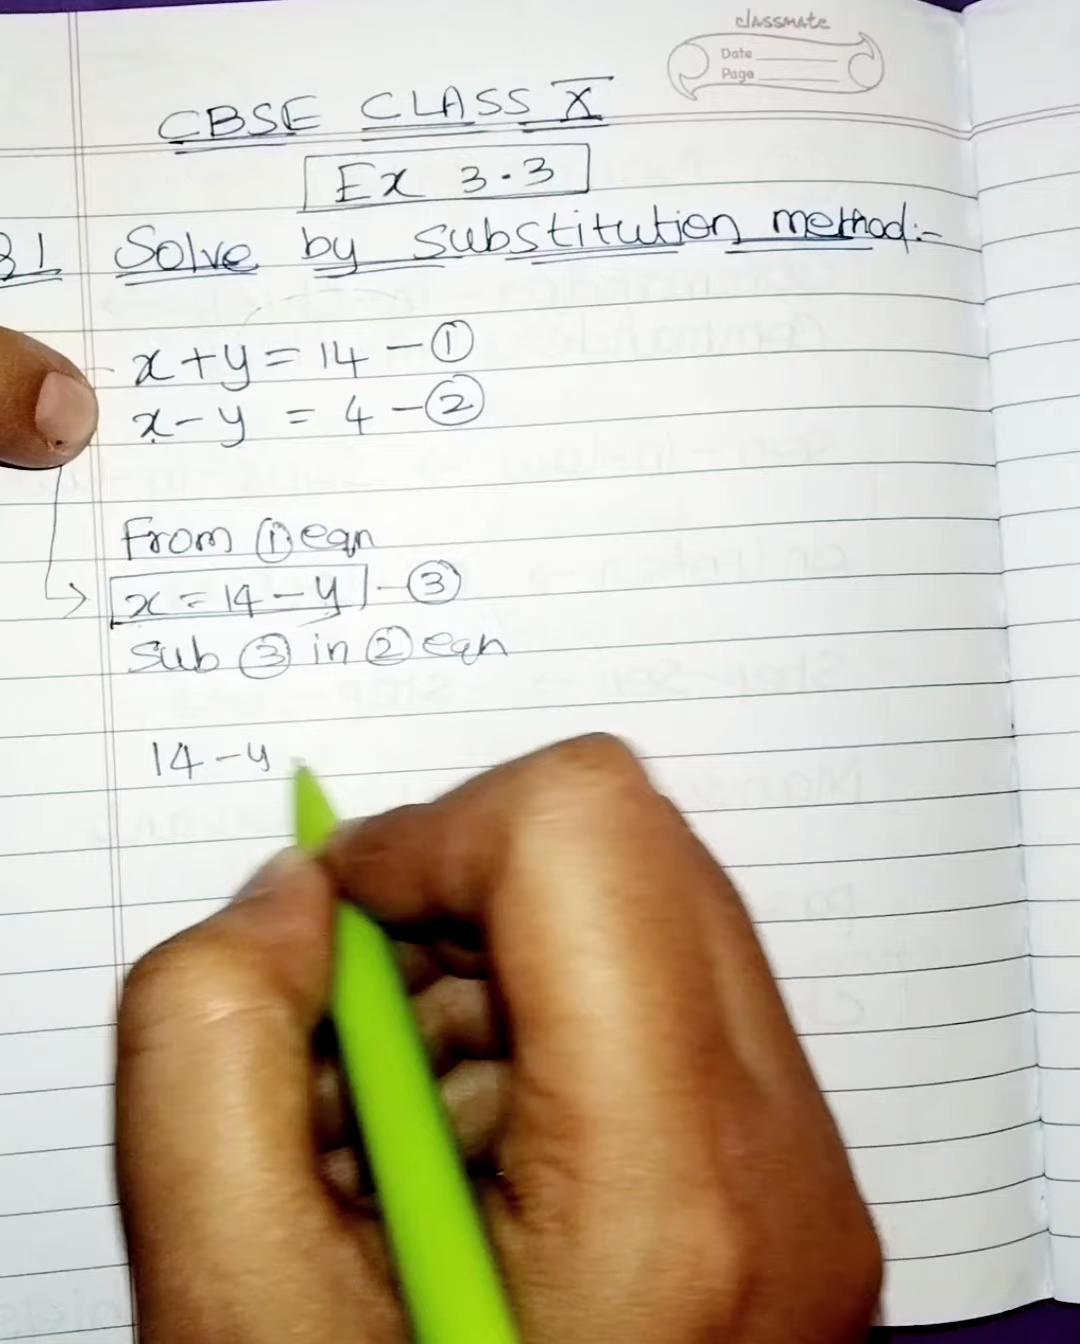 classmate
Date
Page
CBSE CLASS X
Ex 3.3
Solve by substitution method:-
x + y = 14 - ①
x - y = 4 - ②
From ① eqn
x = 14 - y - ③
Sub ③ in ② eqn
14 - y